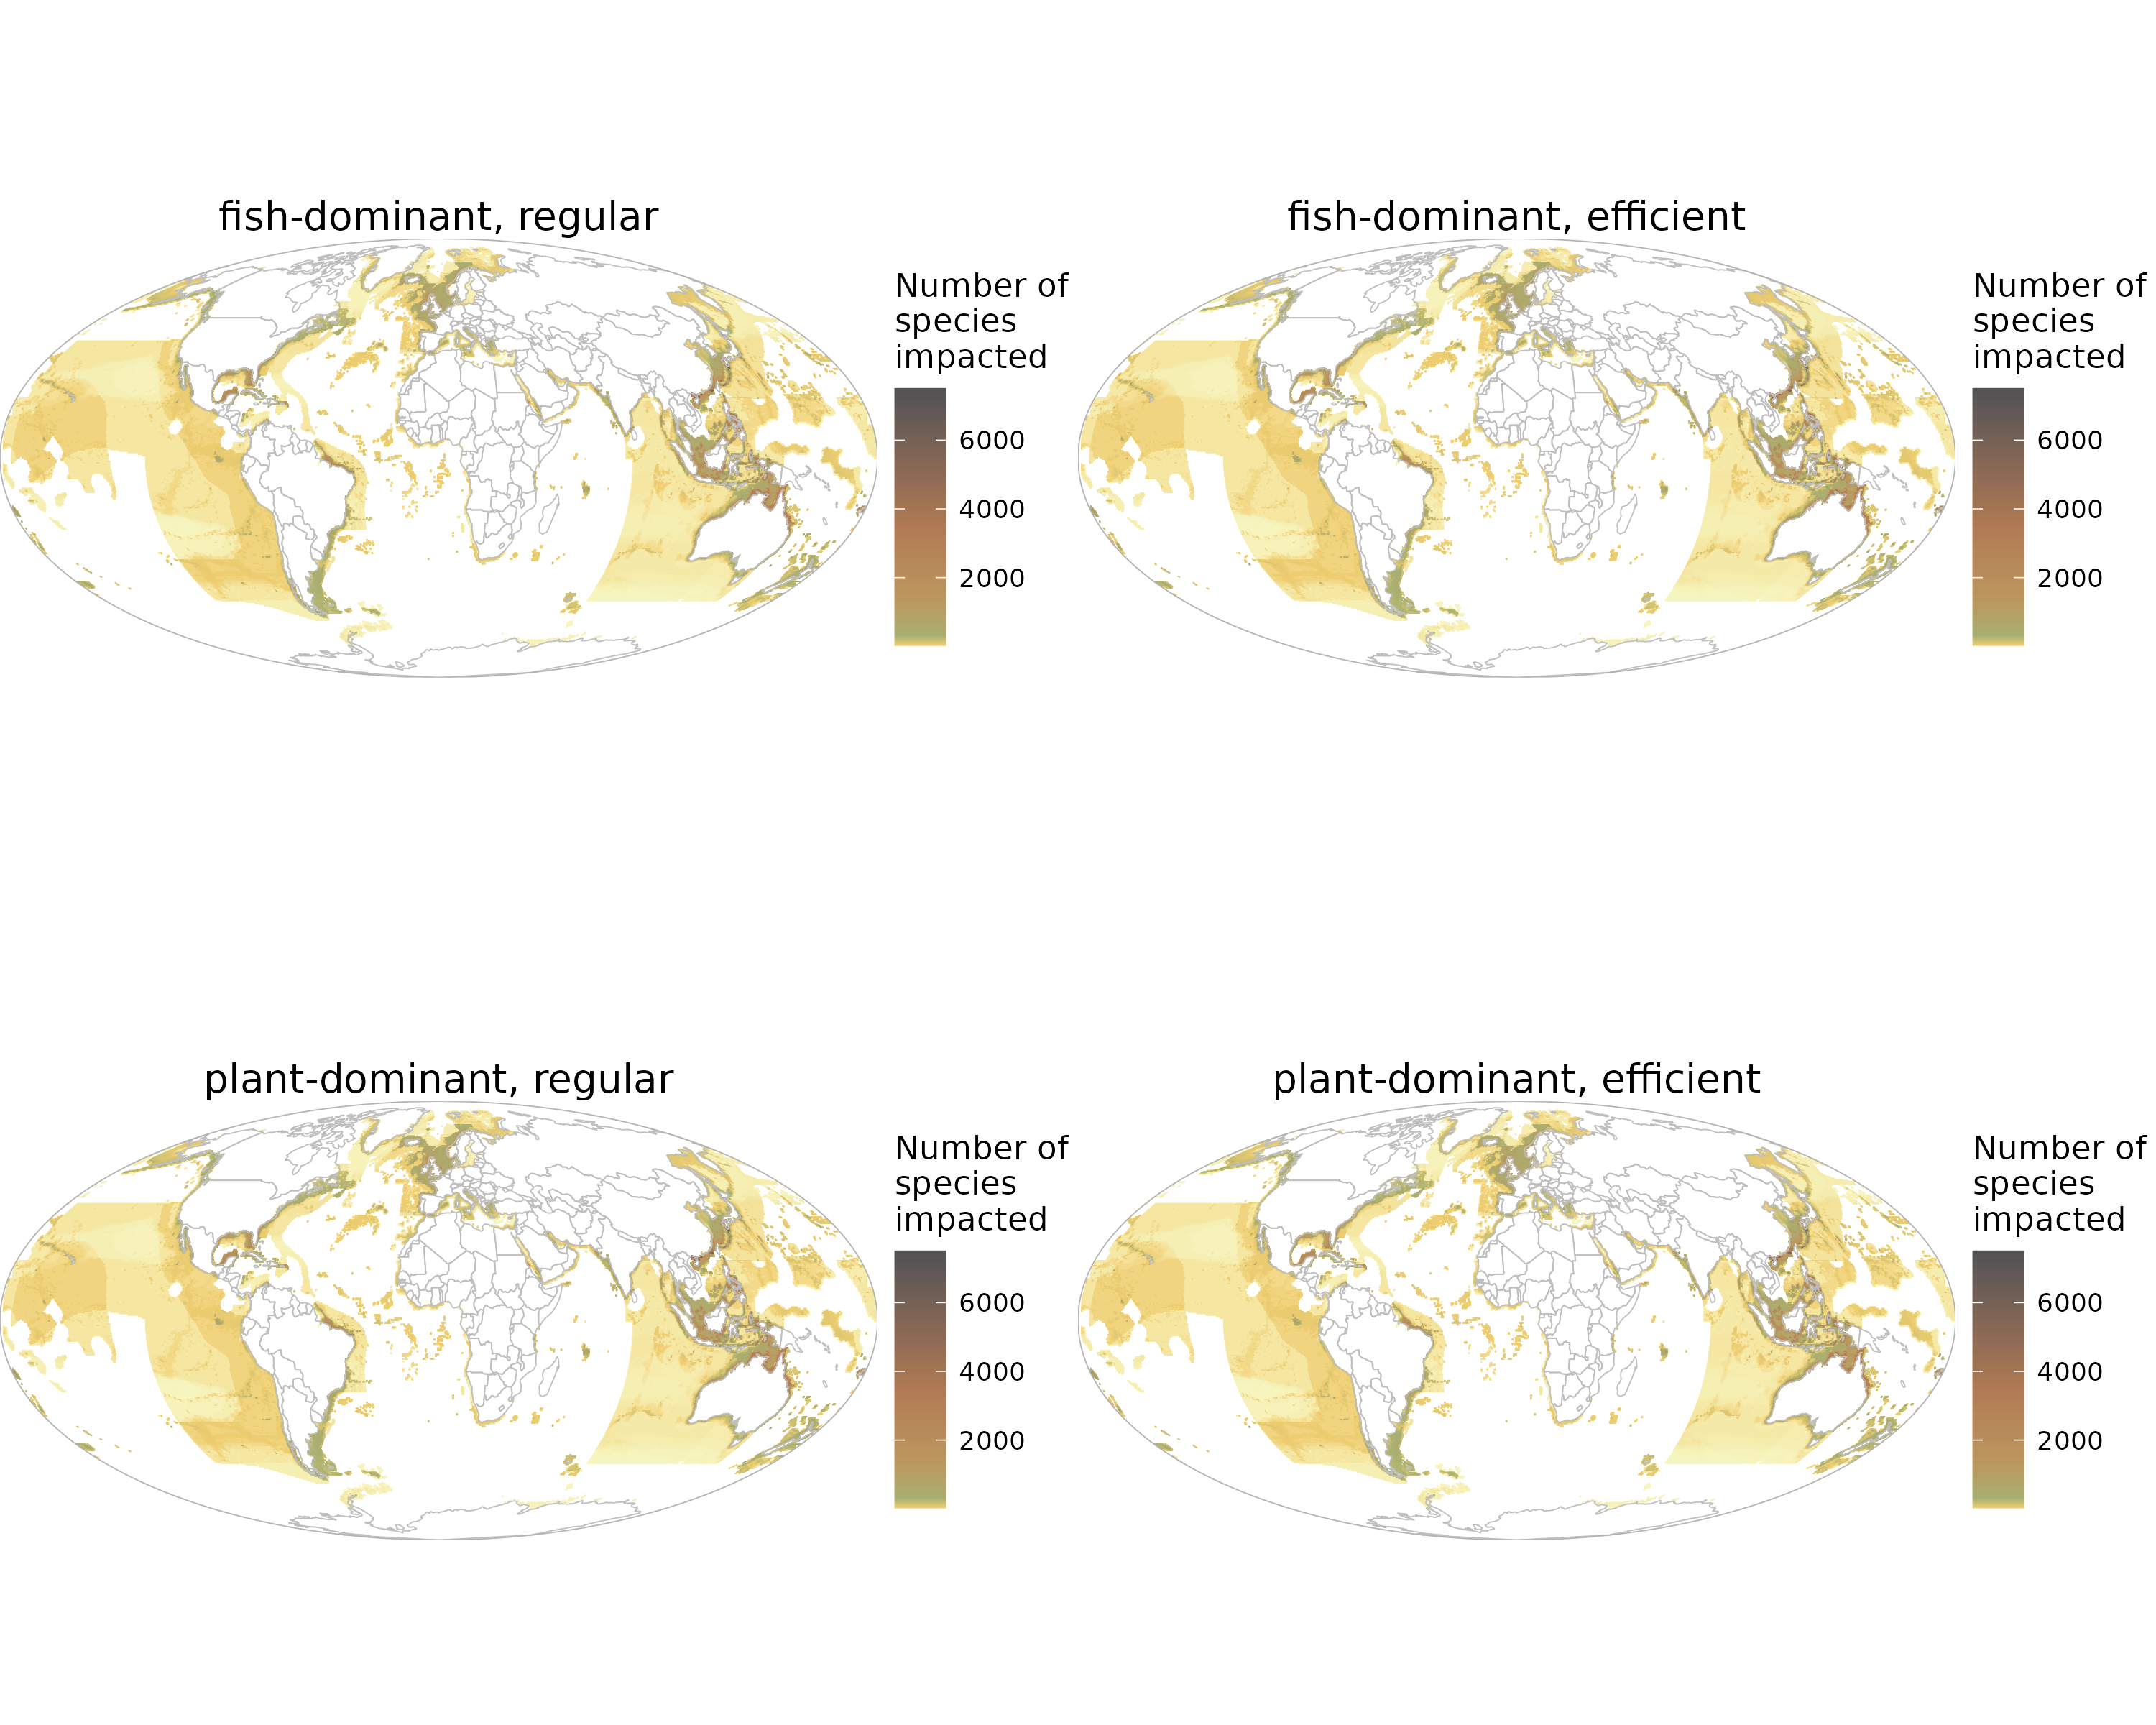 fish-dominant, regular
Number of
species
impacted
6000
4000
2000
fish-dominant, efficient
Number of
species
impacted
6000
4000
2000
plant-dominant, regular
Number of
species
impacted
6000
4000
2000
plant-dominant, efficient
Number of
species
impacted
6000
4000
2000